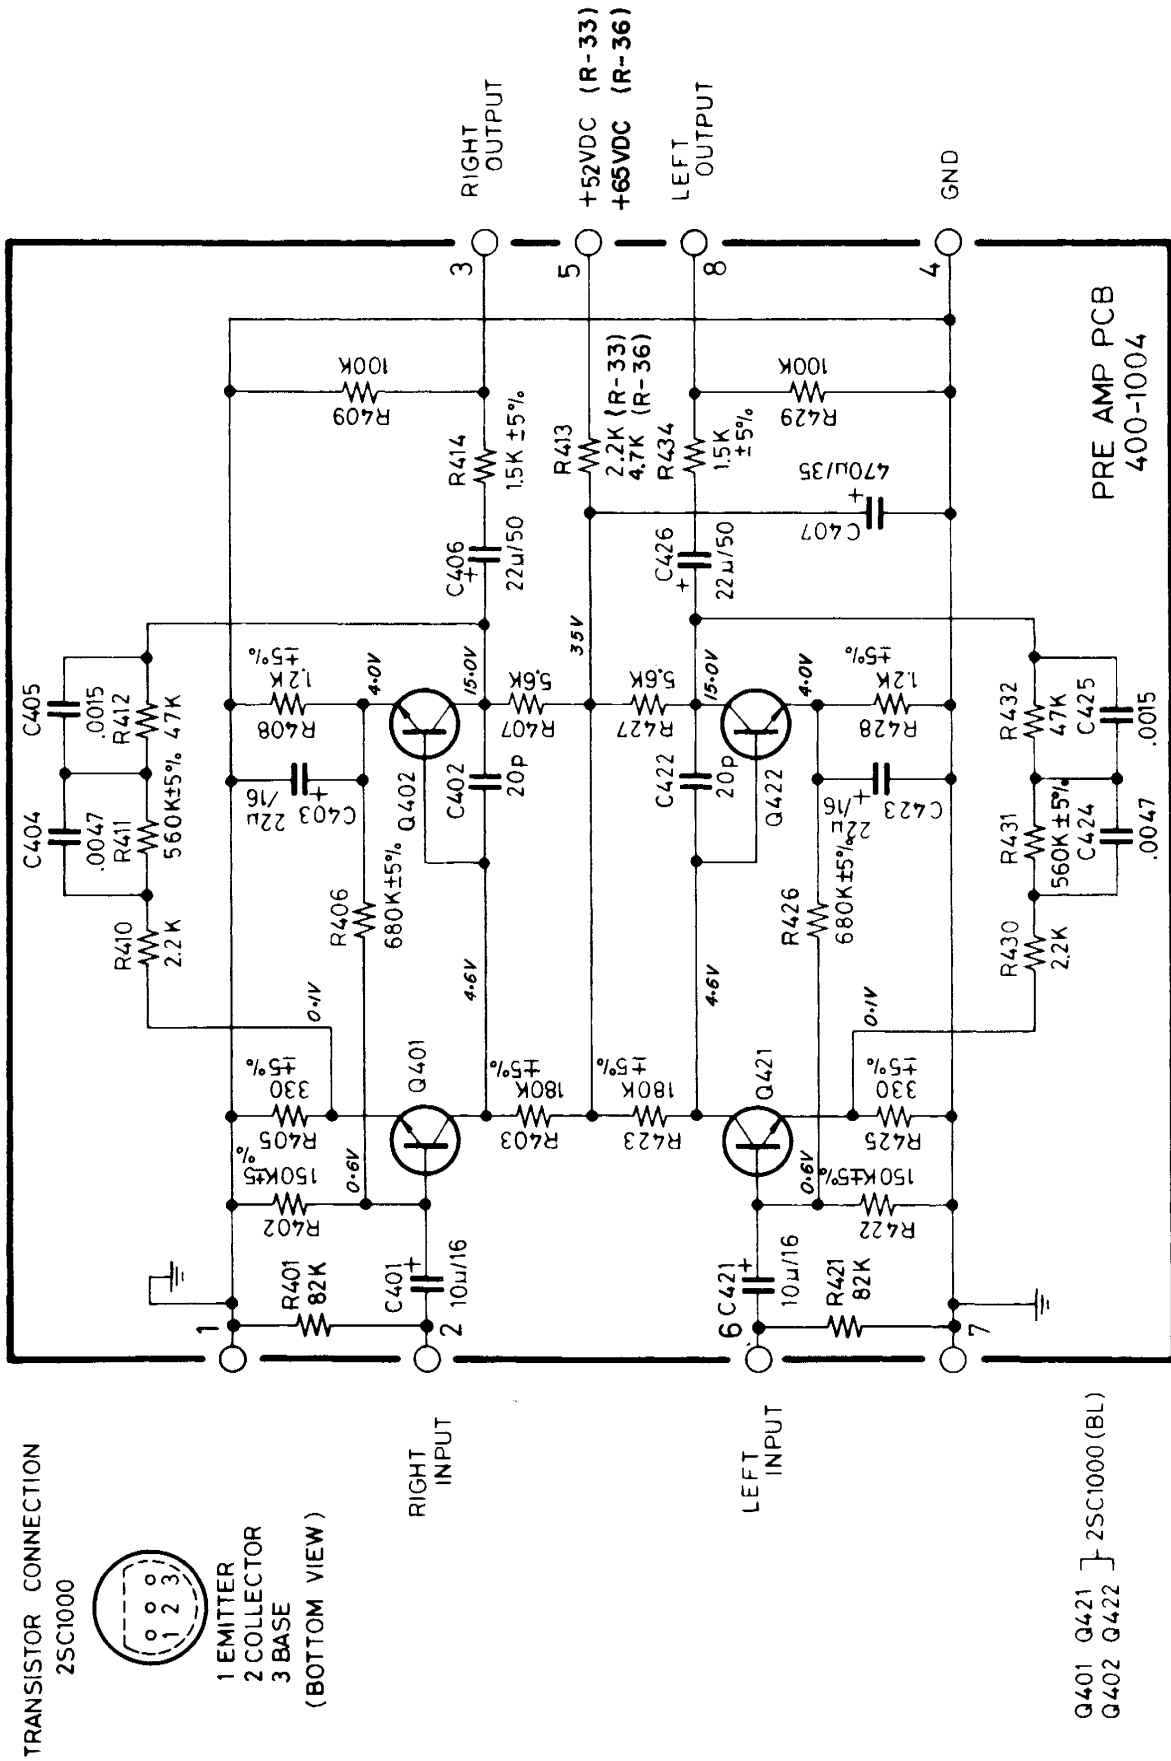 TRANSISTOR CONNECTION
2SC1000
1 2 3
1 EMITTER
2 COLLECTOR
3 BASE
(BOTTOM VIEW)
RIGHT
INPUT
LEFT
INPUT
Q401 Q421
Q402 Q422
2SC1000(BL)
1
2
6
7
R401
82K
C401
+
10µ/16
R402
150K±5
%
R405
330
±5%
0.6V
0.1V
Q401
R403
180K
±5%
4.6V
R410
2.2K
R411
560K±5%
C404
.0047
R412
47K
C405
.0015
R406
680K±5%
C403
22µ
/16
+
R408
1.2K
±5%
4.0V
Q402
C402
20p
15.0V
R407
5.6K
35V
C406
+
22µ/50
R414
1.5K ±5%
R409
100K
3
RIGHT
OUTPUT
5
+52VDC (R-33)
+65VDC (R-36)
R413
2.2K (R-33)
4.7K (R-36)
C407
470µ/35
+
R421
82K
C421
+
10µ/16
R422
150K±5%
R425
330
±5%
0.6V
0.1V
Q421
R423
180K
±5%
4.6V
R430
2.2K
R431
560K±5%
C424
.0047
R432
47K
C425
.0015
R426
680K±5%
C423
22µ
/16
+
R428
1.2K
±5%
4.0V
Q422
C422
20p
15.0V
R427
5.6K
C426
+
22µ/50
R434
1.5K
±5%
R429
100K
8
LEFT
OUTPUT
4
GND
PRE AMP PCB
400-1004